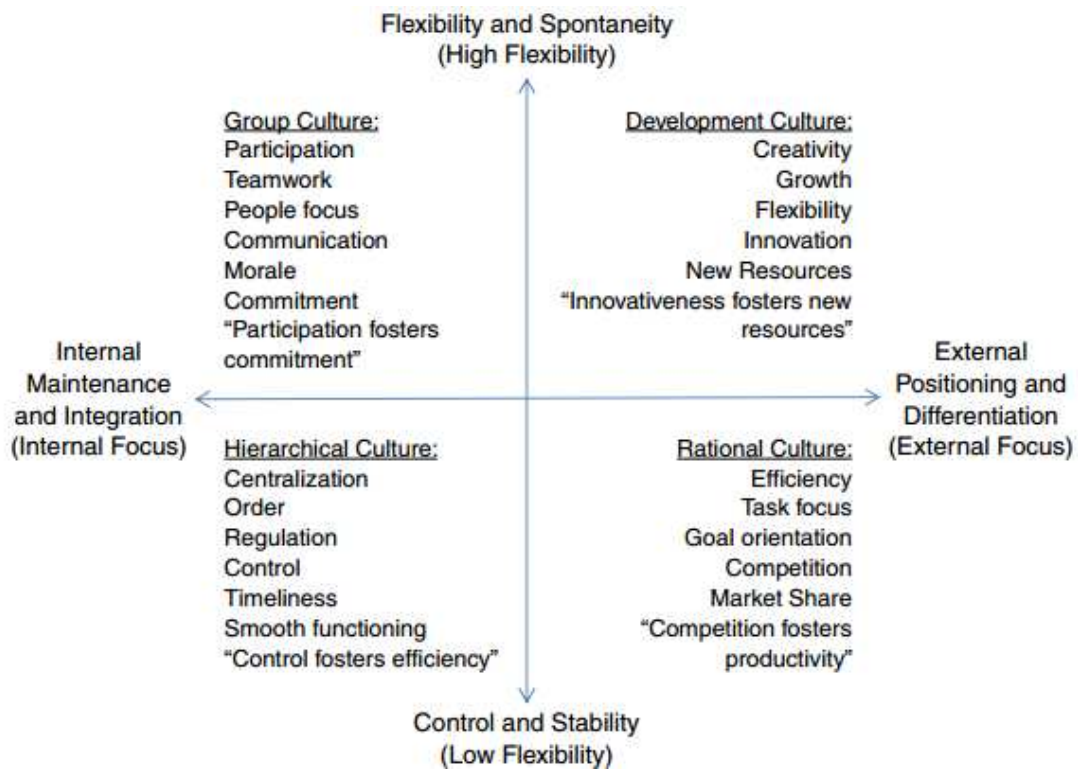 Flexibility and Spontaneity
(High Flexibility)
Group Culture:
Participation
Teamwork
People focus
Communication
Morale
Commitment
“Participation fosters
commitment”
Development Culture:
Creativity
Growth
Flexibility
Innovation
New Resources
“Innovativeness fosters new
resources”
Internal
Maintenance
and Integration
(Internal Focus)
External
Positioning and
Differentiation
(External Focus)
Hierarchical Culture:
Centralization
Order
Regulation
Control
Timeliness
Smooth functioning
“Control fosters efficiency”
Rational Culture:
Efficiency
Task focus
Goal orientation
Competition
Market Share
“Competition fosters
productivity”
Control and Stability
(Low Flexibility)